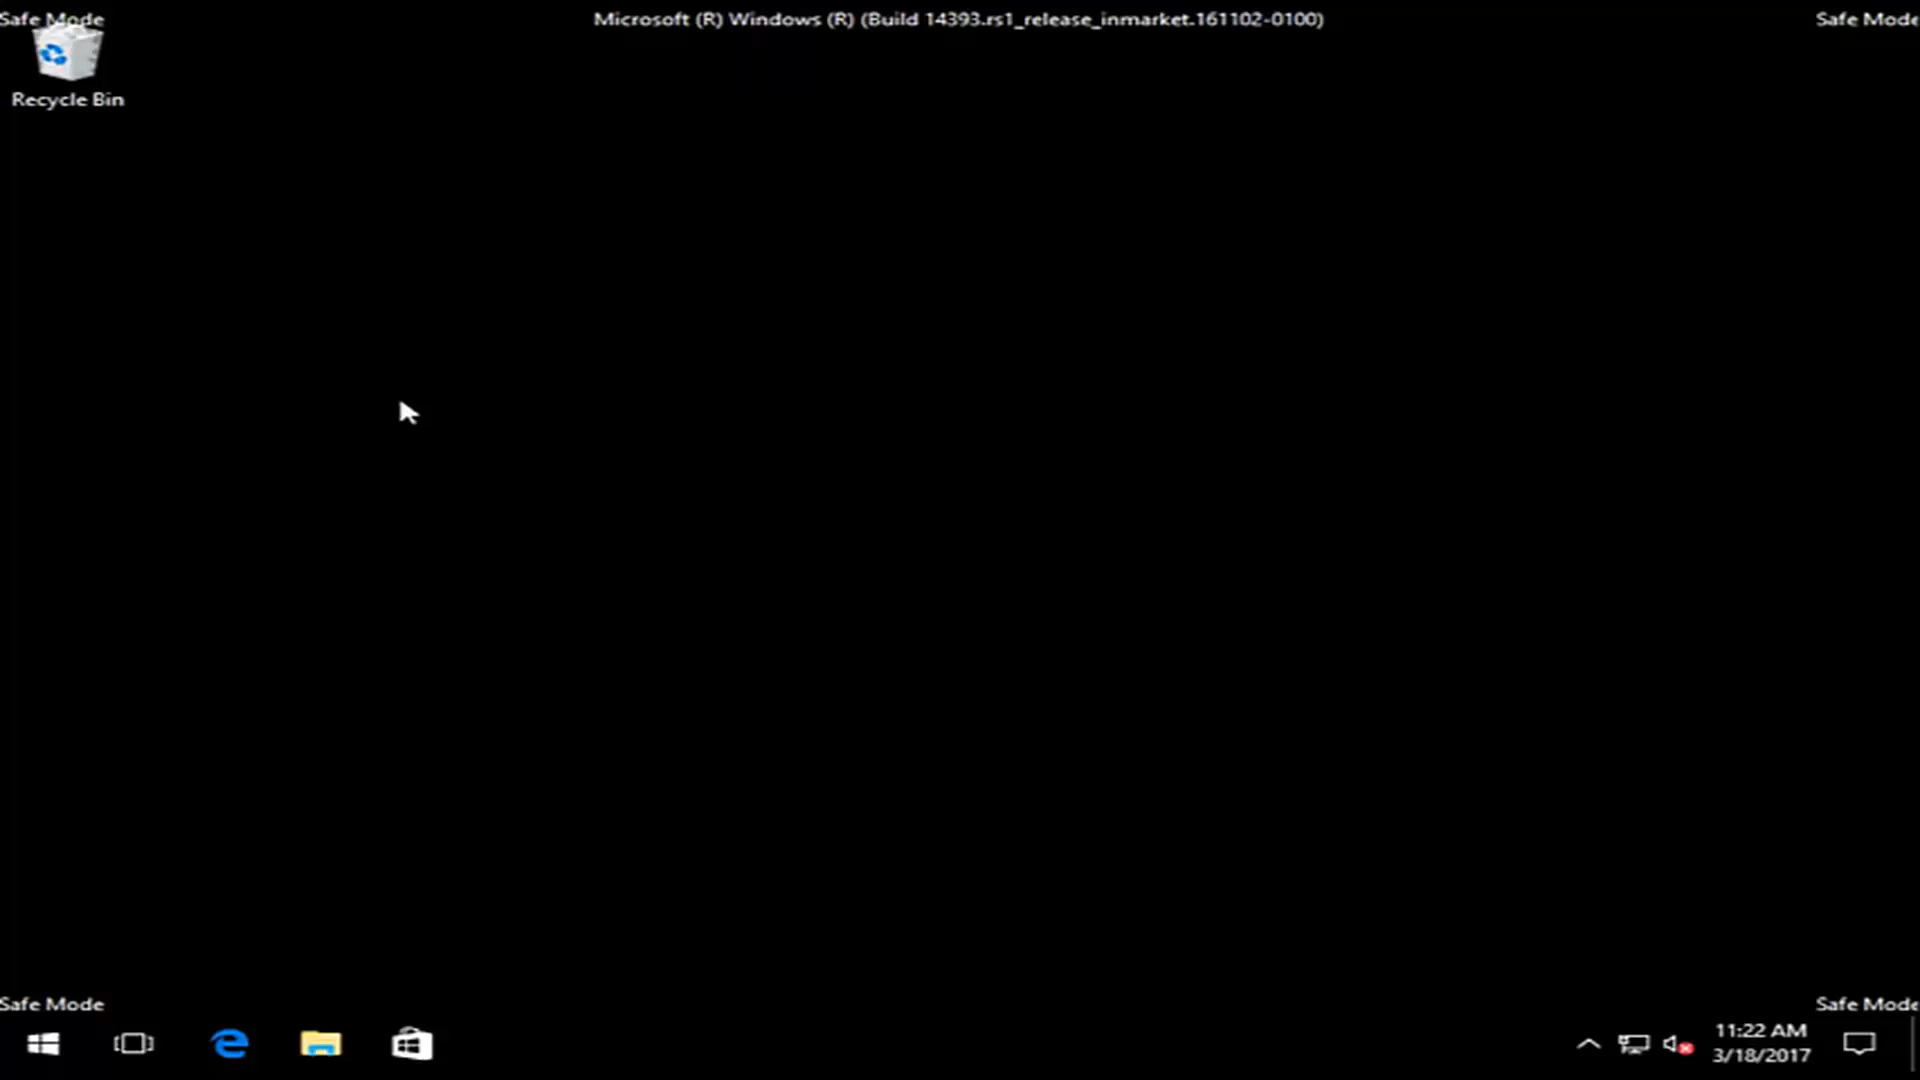 Safe Mode
Microsoft (R) Windows (R) (Build 14393.rs1_release_inmarket.161102-0100)
Safe Mode
Recycle Bin
Safe Mode
Safe Mode
11:22 AM
3/18/2017